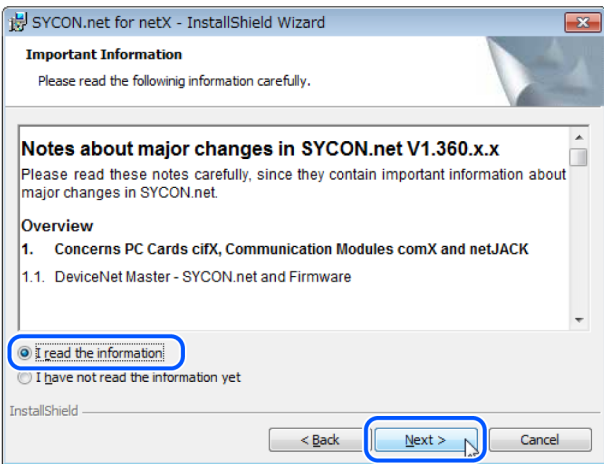 SYCON.net for netX - InstallShield Wizard
Important Information
Please read the followinig information carefully.
Notes about major changes in SYCON.net V1.360.x.x
Please read these notes carefully, since they contain important information about
major changes in SYCON.net.
Overview
1. Concerns PC Cards cifX, Communication Modules comX and netJACK
1.1. DeviceNet Master - SYCON.net and Firmware
I read the information
I have not read the information yet
InstallShield
< Back
Next >
Cancel